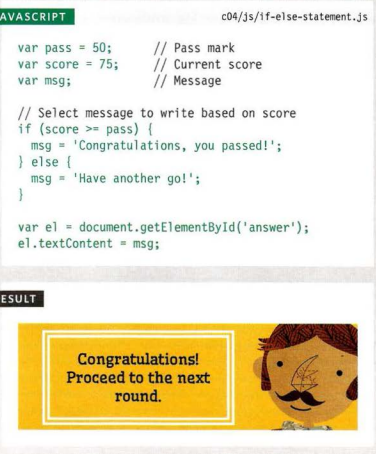 AVASCRIPT c04/js/if-else-statement.js
var pass = 50; // Pass mark
var score = 75; // Current score
var msg; // Message
// Select message to write based on score
if (score >= pass) {
msg = 'Congratulations, you passed!';
} else {
msg = 'Have another go!';
}
var el = document.getElementById('answer');
el.textContent = msg;
ESULT
Congratulations!
Proceed to the next
round.